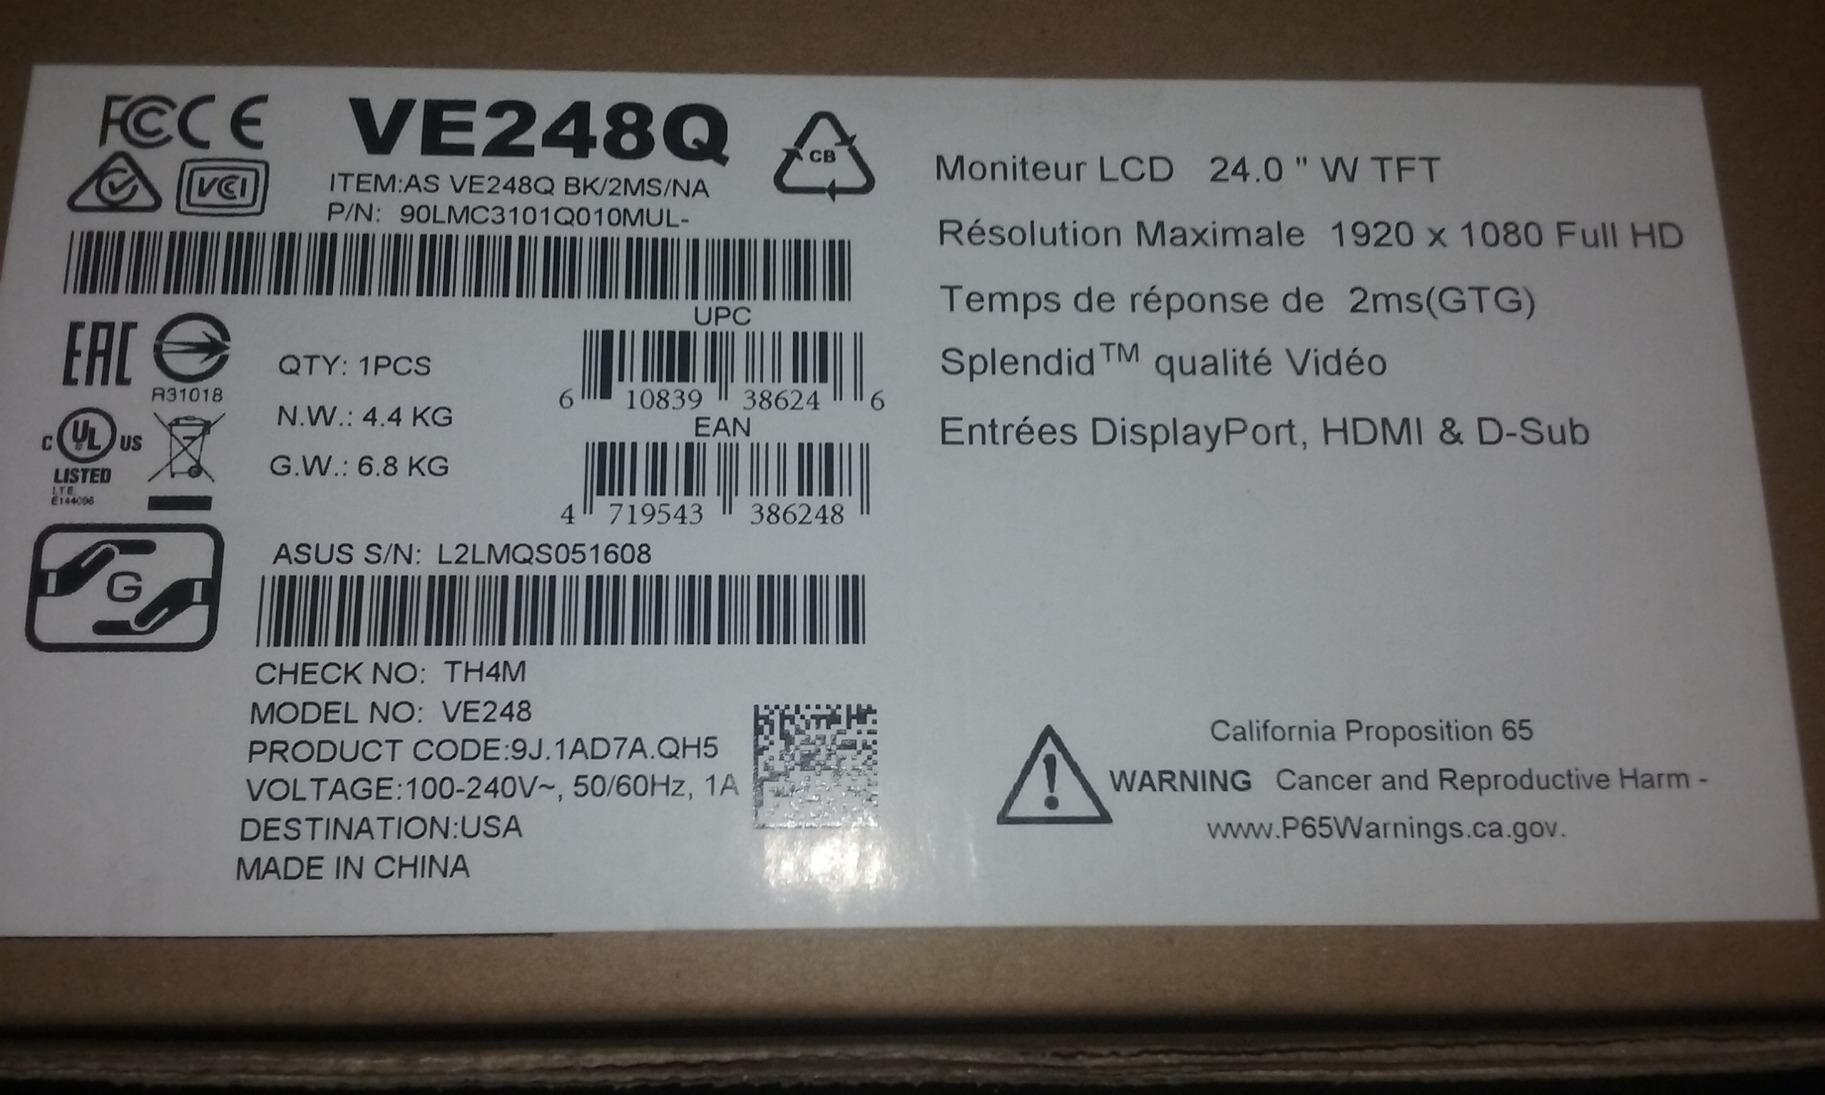 FCC CE
VE248Q
CB
VCCI
ITEM:AS VE248Q BK/2MS/NA
P/N: 90LMC3101Q010MUL-
UPC
EAC
R31018
QTY: 1PCS
6 10839 38624 6
N.W.: 4.4 KG
EAN
C UL US
LISTED
I.T.E.
E144096
G.W.: 6.8 KG
4 719543 386248
ASUS S/N: L2LMQS051608
G
CHECK NO: TH4M
MODEL NO: VE248
PRODUCT CODE:9J.1AD7A.QH5
VOLTAGE:100-240V~, 50/60Hz, 1A
DESTINATION:USA
MADE IN CHINA
Moniteur LCD 24.0 " W TFT
Résolution Maximale 1920 x 1080 Full HD
Temps de réponse de 2ms(GTG)
Splendid™ qualité Vidéo
Entrées DisplayPort, HDMI & D-Sub
California Proposition 65
! WARNING Cancer and Reproductive Harm -
www.P65Warnings.ca.gov.